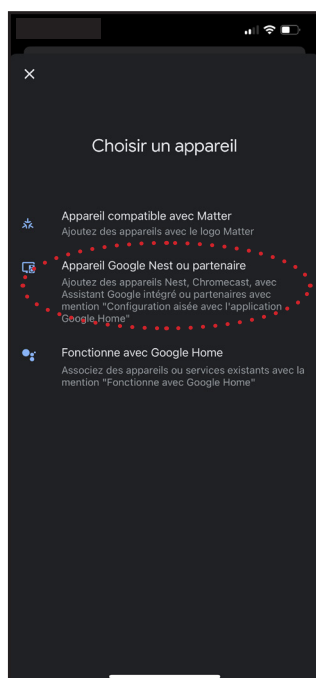 Choisir un appareil
Appareil compatible avec Matter
Ajoutez des appareils avec le logo Matter
Appareil Google Nest ou partenaire
Ajoutez des appareils Nest, Chromecast, avec
Assistant Google intégré ou partenaires avec
mention "Configuration aisée avec l'application
Google Home"
Fonctionne avec Google Home
Associez des appareils ou services existants avec la
mention "Fonctionne avec Google Home"